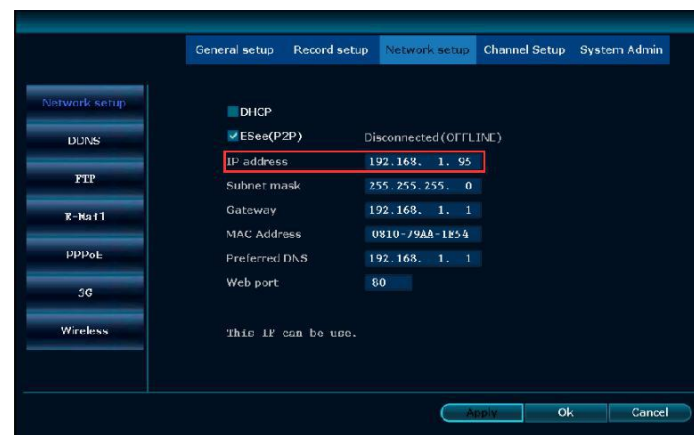 General setup Record setup Network setup Channel Setup System Admin
Network setup
DDNS
FTP
E-Mail
PPPoE
3G
Wireless
DHCP
ESee(P2P) Disconnected(OFFLINE)
IP address 192.168. 1. 95
Subnet mask 255.255.255. 0
Gateway 192.168. 1. 1
MAC Address 0810-79AA-1E54
Preferred DNS 192.168. 1. 1
Web port 80
This IP can be use.
Apply Ok Cancel